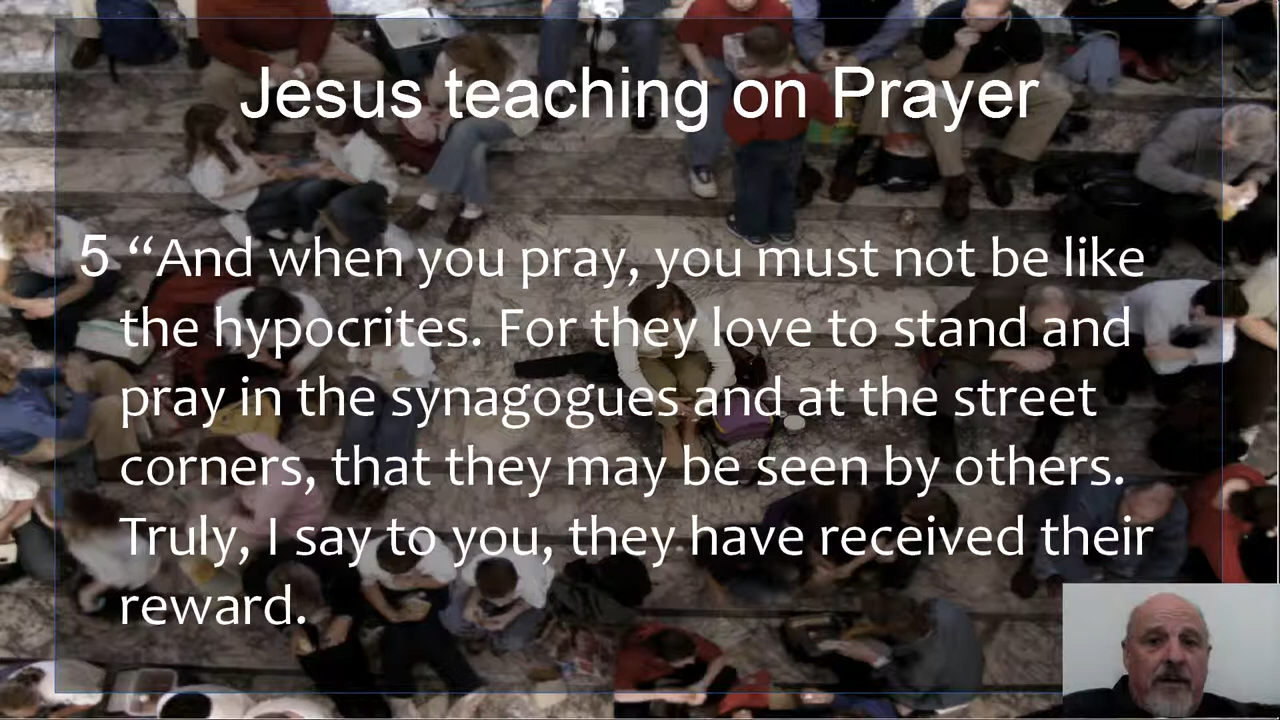 Jesus teaching on Prayer
5 “And when you pray, you must not be like
the hypocrites. For they love to stand and
pray in the synagogues and at the street
corners, that they may be seen by others.
Truly, I say to you, they have received their
reward.